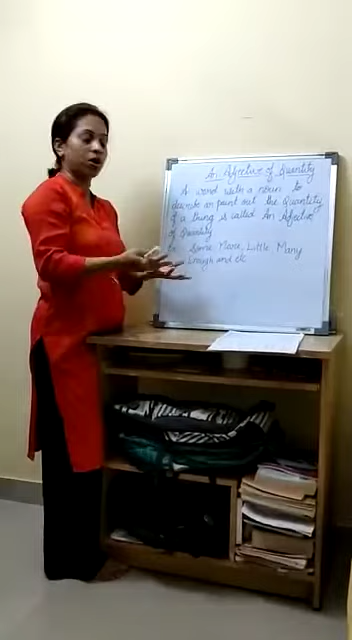 An Adjective of Quantity
A word with a noun to
describe or point out the Quantity
of a thing is called An Adjective
of Quantity
Some More, Little Many
Enough and etc